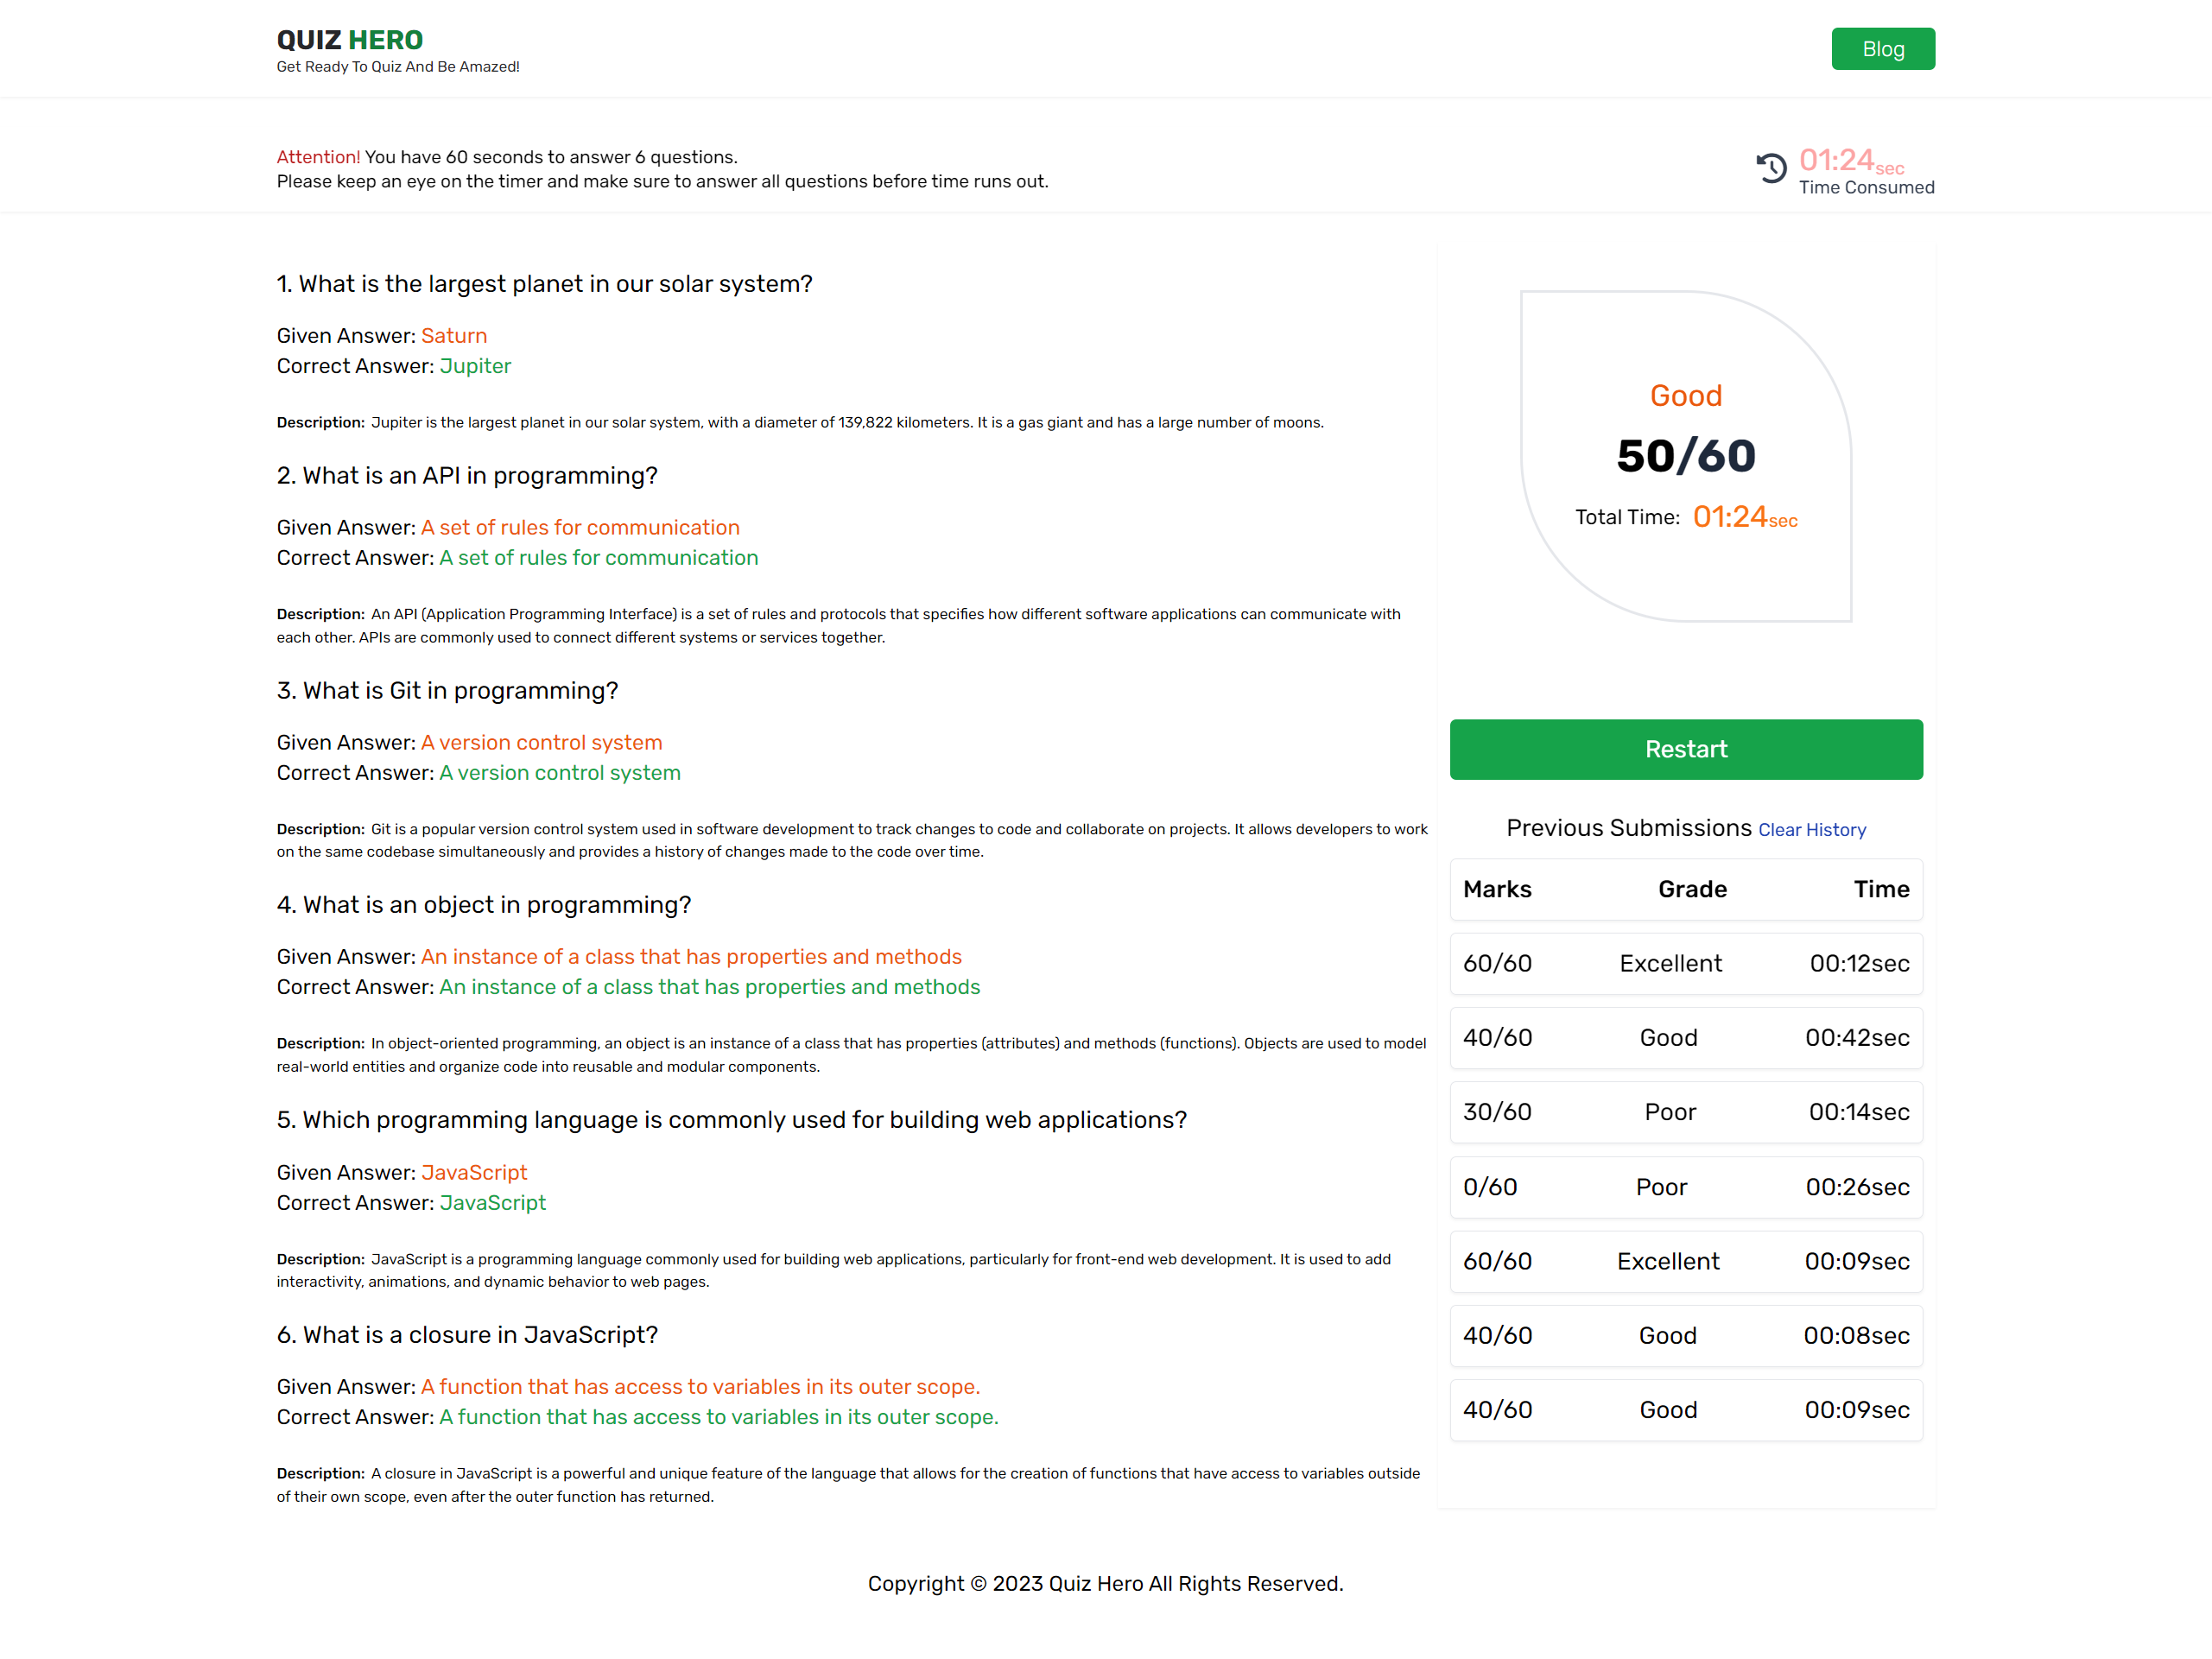 QUIZ HERO
Get Ready To Quiz And Be Amazed!
Blog
Attention! You have 60 seconds to answer 6 questions.
Please keep an eye on the timer and make sure to answer all questions before time runs out.
01:24sec
Time Consumed
1. What is the largest planet in our solar system?
Given Answer: Saturn
Correct Answer: Jupiter
Description: Jupiter is the largest planet in our solar system, with a diameter of 139,822 kilometers. It is a gas giant and has a large number of moons.
2. What is an API in programming?
Given Answer: A set of rules for communication
Correct Answer: A set of rules for communication
Description: An API (Application Programming Interface) is a set of rules and protocols that specifies how different software applications can communicate with
each other. APIs are commonly used to connect different systems or services together.
3. What is Git in programming?
Given Answer: A version control system
Correct Answer: A version control system
Description: Git is a popular version control system used in software development to track changes to code and collaborate on projects. It allows developers to work
on the same codebase simultaneously and provides a history of changes made to the code over time.
4. What is an object in programming?
Given Answer: An instance of a class that has properties and methods
Correct Answer: An instance of a class that has properties and methods
Description: In object-oriented programming, an object is an instance of a class that has properties (attributes) and methods (functions). Objects are used to model
real-world entities and organize code into reusable and modular components.
5. Which programming language is commonly used for building web applications?
Given Answer: JavaScript
Correct Answer: JavaScript
Description: JavaScript is a programming language commonly used for building web applications, particularly for front-end web development. It is used to add
interactivity, animations, and dynamic behavior to web pages.
6. What is a closure in JavaScript?
Given Answer: A function that has access to variables in its outer scope.
Correct Answer: A function that has access to variables in its outer scope.
Description: A closure in JavaScript is a powerful and unique feature of the language that allows for the creation of functions that have access to variables outside
of their own scope, even after the outer function has returned.
Good
50/60
Total Time: 01:24sec
Restart
Previous Submissions Clear History
Marks Grade Time
60/60 Excellent 00:12sec
40/60 Good 00:42sec
30/60 Poor 00:14sec
0/60 Poor 00:26sec
60/60 Excellent 00:09sec
40/60 Good 00:08sec
40/60 Good 00:09sec
Copyright © 2023 Quiz Hero All Rights Reserved.